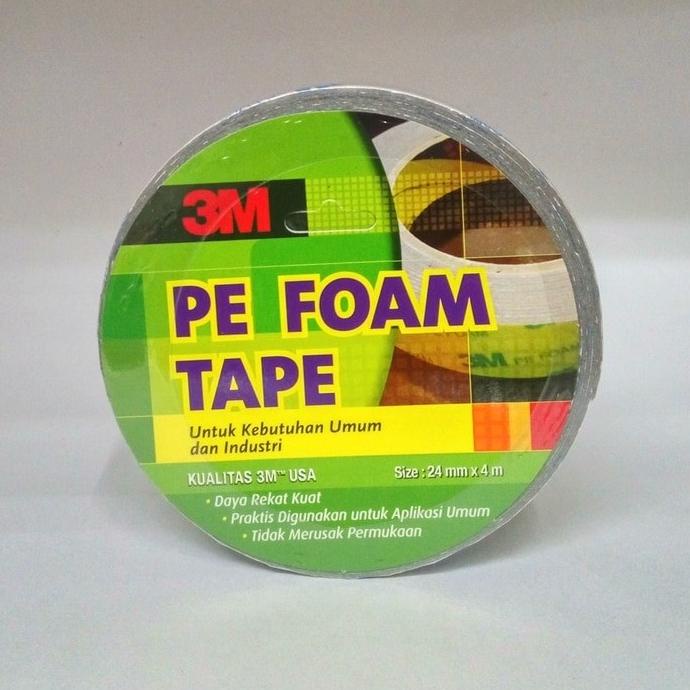 3M
PE FOAM
TAPE
Untuk Kebutuhan Umum
dan Industri
KUALITAS 3M™ USA
Size : 24 mm x 4 m
• Daya Rekat Kuat
• Praktis Digunakan untuk Aplikasi Umum
• Tidak Merusak Permukaan
3M